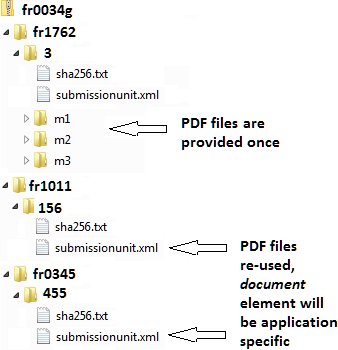 fr0034g
fr1762
3
sha256.txt
submissionunit.xml
m1
m2
m3
PDF files are
provided once
fr1011
156
sha256.txt
submissionunit.xml
PDF files
re-used,
document
element will
be application
specific
fr0345
455
sha256.txt
submissionunit.xml